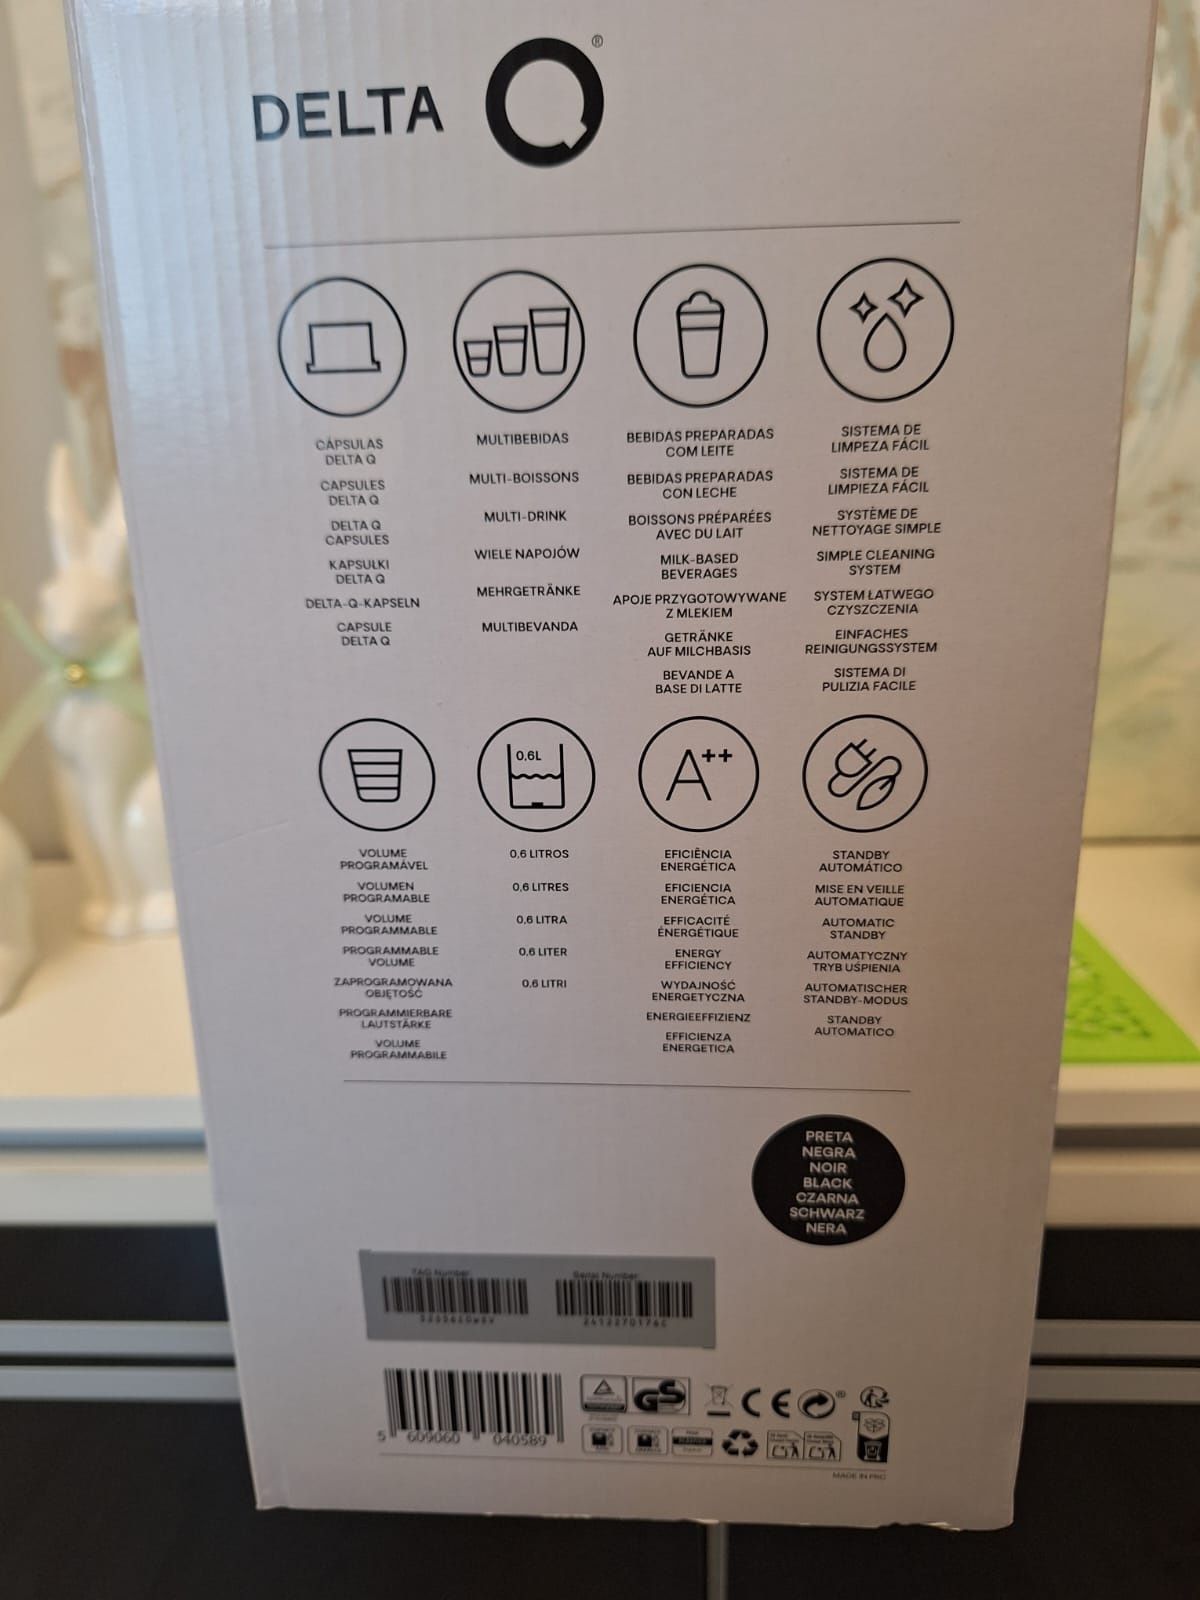 DELTA Q®
CÁPSULAS
DELTA Q
CAPSULES
DELTA Q
DELTA Q
CAPSULES
KAPSUŁKI
DELTA Q
DELTA-Q-KAPSELN
CAPSULE
DELTA Q
MULTIBEBIDAS
MULTI-BOISSONS
MULTI-DRINK
WIELE NAPOJÓW
MEHRGETRÄNKE
MULTIBEVANDA
BEBIDAS PREPARADAS
COM LEITE
BEBIDAS PREPARADAS
CON LECHE
BOISSONS PRÉPARÉES
AVEC DU LAIT
MILK-BASED
BEVERAGES
APOJE PRZYGOTOWYWANE
Z MLEKIEM
GETRÄNKE
AUF MILCHBASIS
BEVANDE A
BASE DI LATTE
SISTEMA DE
LIMPEZA FÁCIL
SISTEMA DE
LIMPIEZA FÁCIL
SYSTÈME DE
NETTOYAGE SIMPLE
SIMPLE CLEANING
SYSTEM
SYSTEM ŁATWEGO
CZYSZCZENIA
EINFACHES
REINIGUNGSSYSTEM
SISTEMA DI
PULIZIA FACILE
VOLUME
PROGRAMÁVEL
VOLUMEN
PROGRAMABLE
VOLUME
PROGRAMMABLE
PROGRAMMABLE
VOLUME
ZAPROGRAMOWANA
OBJĘTOŚĆ
PROGRAMMIERBARE
LAUTSTÄRKE
VOLUME
PROGRAMMABILE
0,6L
0,6 LITROS
0,6 LITRES
0,6 LITRA
0,6 LITER
0,6 LITRI
A++
EFICIÊNCIA
ENERGÉTICA
EFICIENCIA
ENERGÉTICA
EFFICACITÉ
ÉNERGÉTIQUE
ENERGY
EFFICIENCY
WYDAJNOŚĆ
ENERGETYCZNA
ENERGIEEFFIZIENZ
EFFICIENZA
ENERGETICA
STANDBY
AUTOMÁTICO
MISE EN VEILLE
AUTOMATIQUE
AUTOMATIC
STANDBY
AUTOMATYCZNY
TRYB UŚPIENIA
AUTOMATISCHER
STANDBY-MODUS
STANDBY
AUTOMATICO
PRETA
NEGRA
NOIR
BLACK
CZARNA
SCHWARZ
NERA
TAG Number
Serial Number
5 609060 040589
GS
CE
®
MADE IN PRC